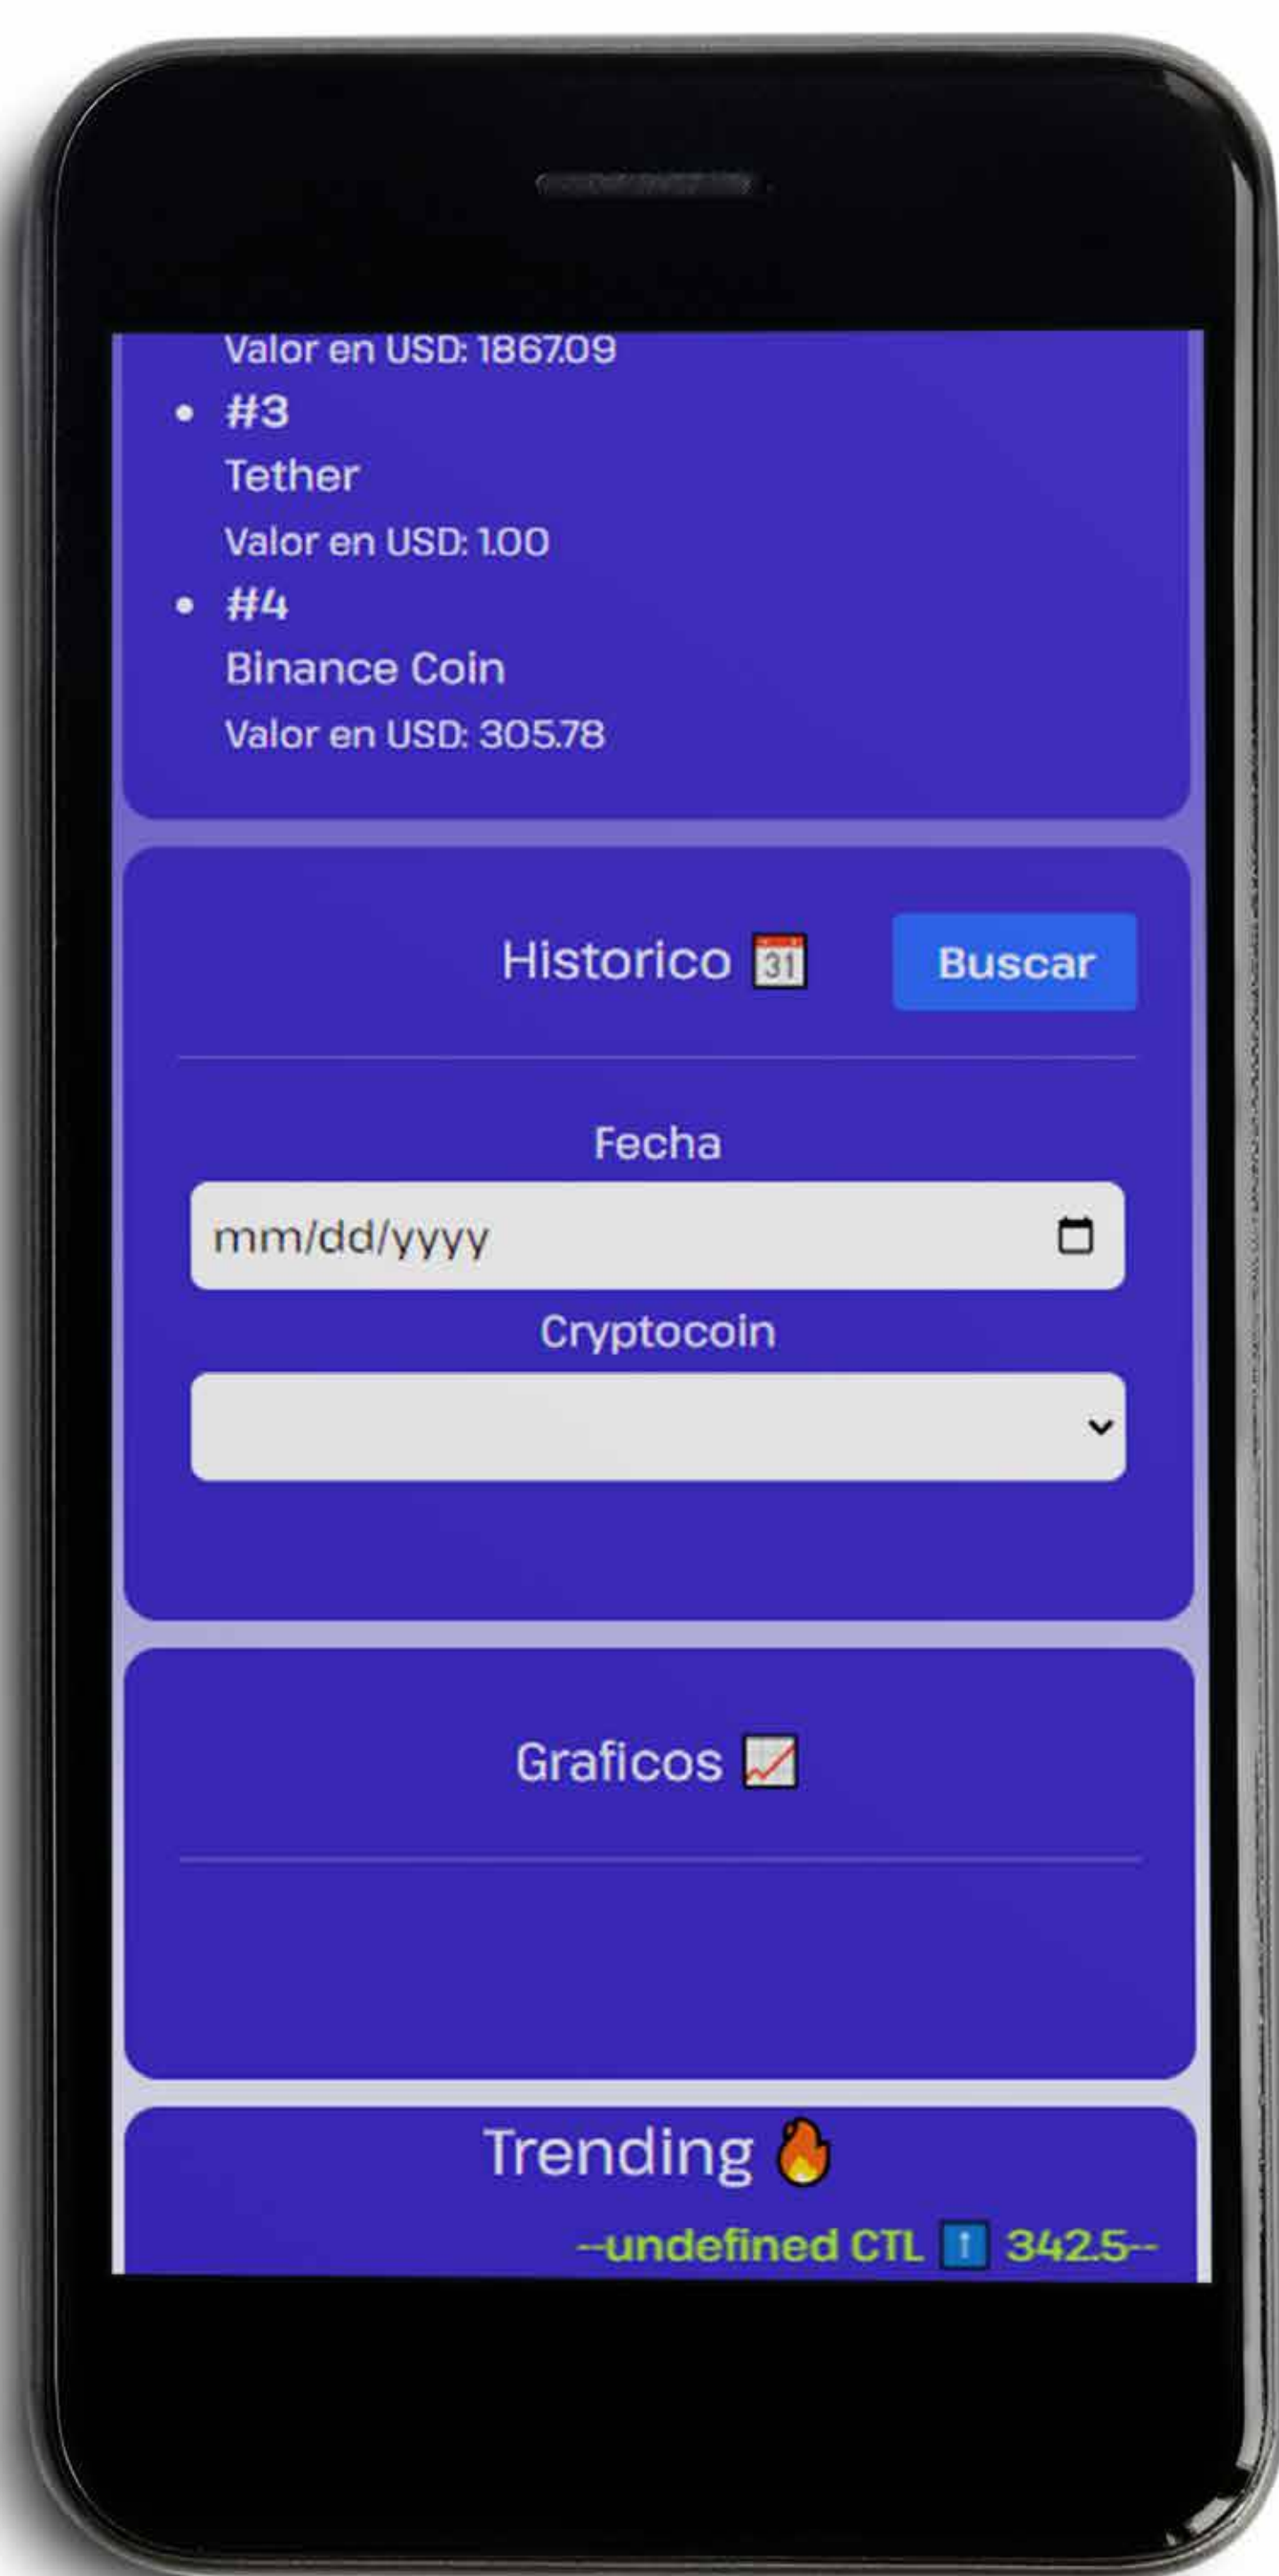 Valor en USD: 1867.09
#3
Tether
Valor en USD: 1.00
#4
Binance Coin
Valor en USD: 305.78
Historico 31
Buscar
Fecha
mm/dd/yyyy
Cryptocoin
Graficos
Trending
--undefined CTL ↑ 342.5--